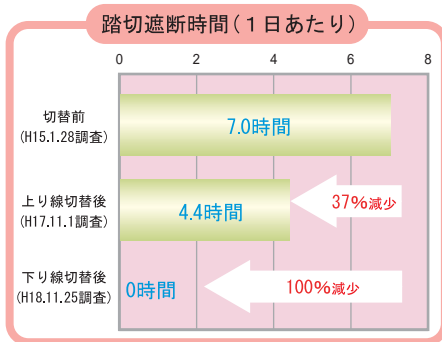 踏切遮断時間(1日あたり)
0 2 4 6 8
切替前
(H15.1.28調査)
7.0時間
上り線切替後
(H17.11.1調査)
4.4時間
37%減少
下り線切替後
(H18.11.25調査)
0時間
100%減少